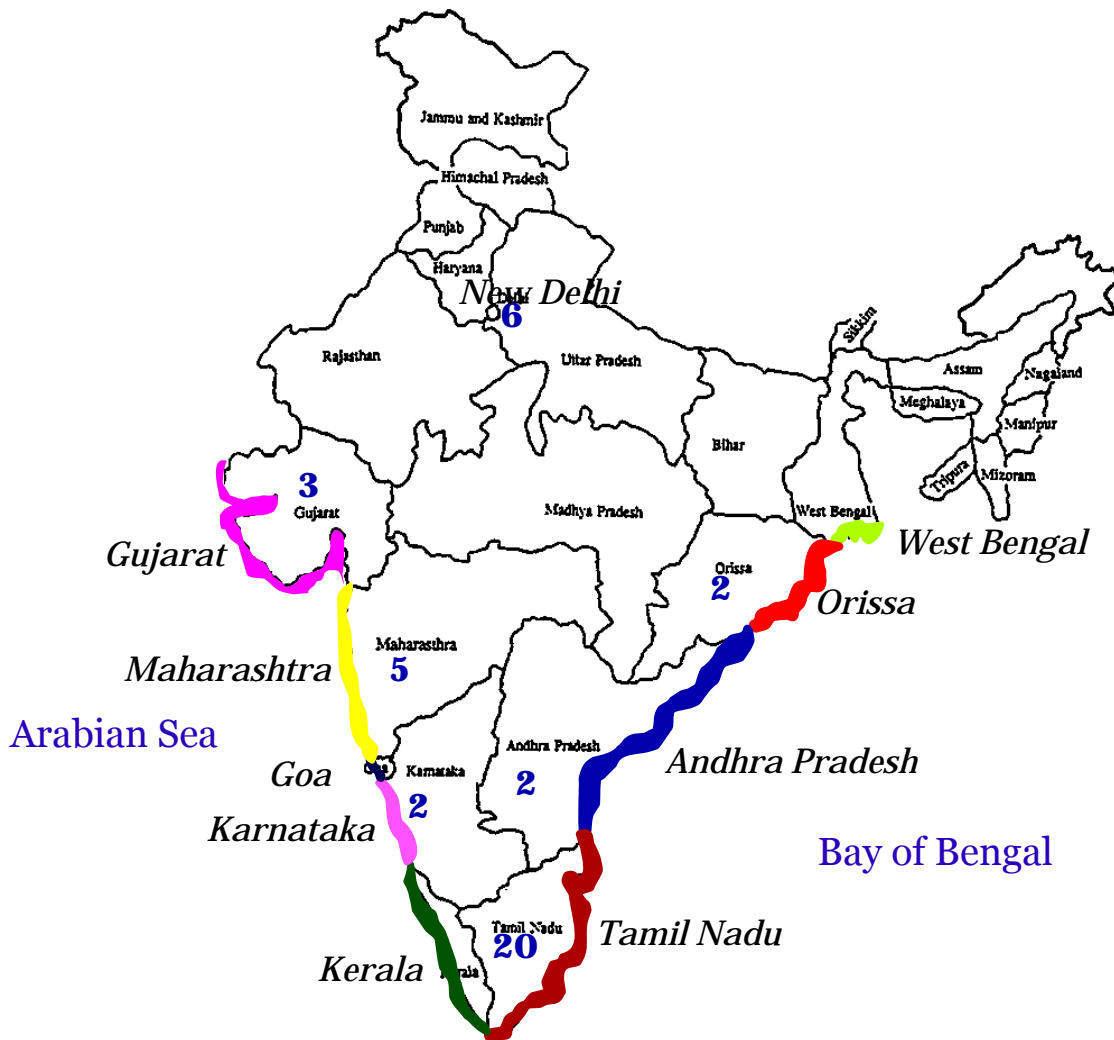 Jammu and Kashmir
Himachal Pradesh
Punjab
Haryana
New Delhi
6
Sikkim
Rajasthan
Uttar Pradesh
Assam
Nagaland
Meghalaya
Manipur
Bihar
Tripura
Mizoram
3
Gujarat
Madhya Pradesh
West Bengal
West Bengal
Gujarat
Orissa
2
Orissa
Maharasthra
5
Maharashtra
Arabian Sea
Andhra Pradesh
2
Andhra Pradesh
Goa
Karnataka
2
Karnataka
Bay of Bengal
Tamil Nadu
20
Tamil Nadu
Kerala